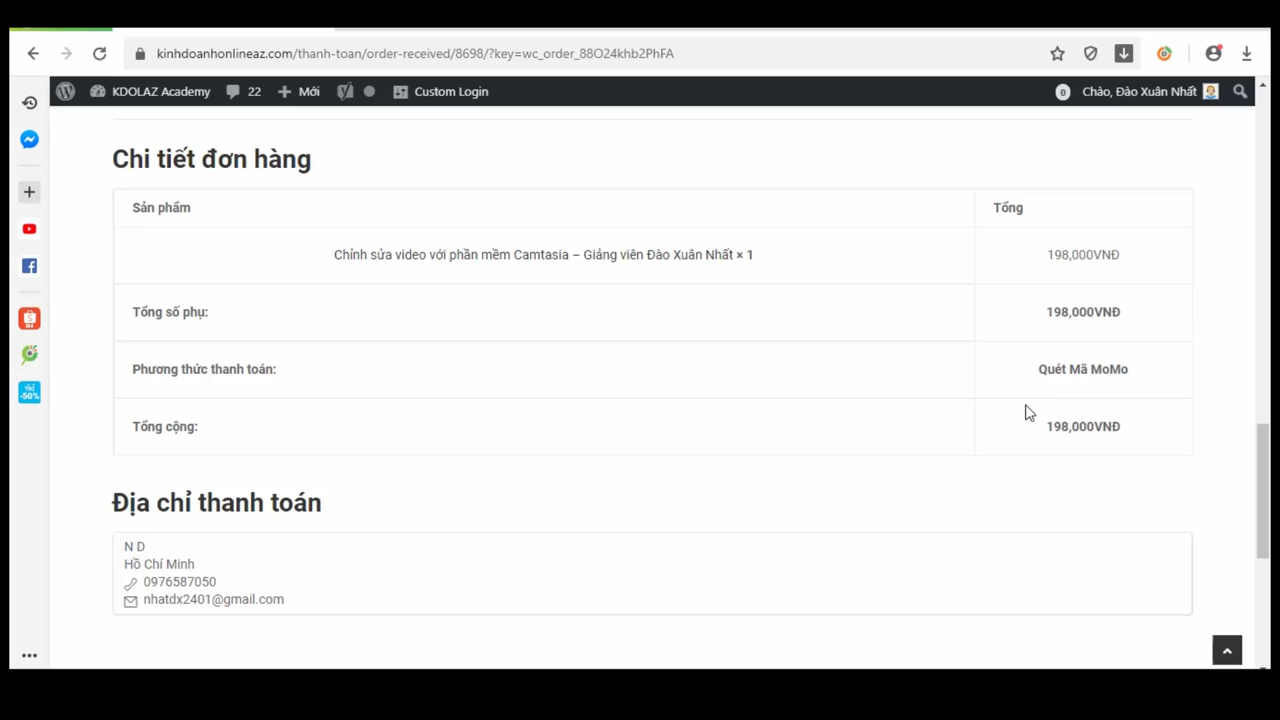 kinhdoanhonlineaz.com/thanh-toan/order-received/8698/?key=wc_order_88O24khb2PhFA
KDOLAZ Academy 22 Mới Custom Login 0 Chào, Đào Xuân Nhất
Chi tiết đơn hàng
Sản phẩm Tổng
Chỉnh sửa video với phần mềm Camtasia – Giảng viên Đào Xuân Nhất × 1 198,000VNĐ
Tổng số phụ: 198,000VNĐ
Phương thức thanh toán: Quét Mã MoMo
Tổng cộng: 198,000VNĐ
Địa chỉ thanh toán
N D
Hồ Chí Minh
0976587050
nhatdx2401@gmail.com
-50%